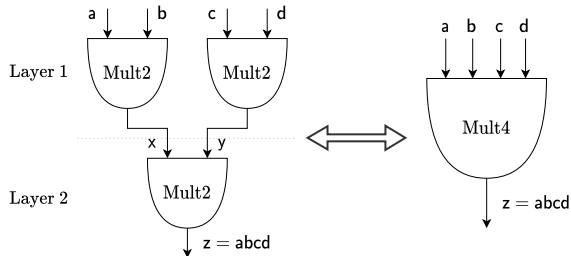 a b c d
a b c d
Layer 1
Mult2
Mult2
Mult4
x
y
Layer 2
Mult2
z = abcd
z = abcd